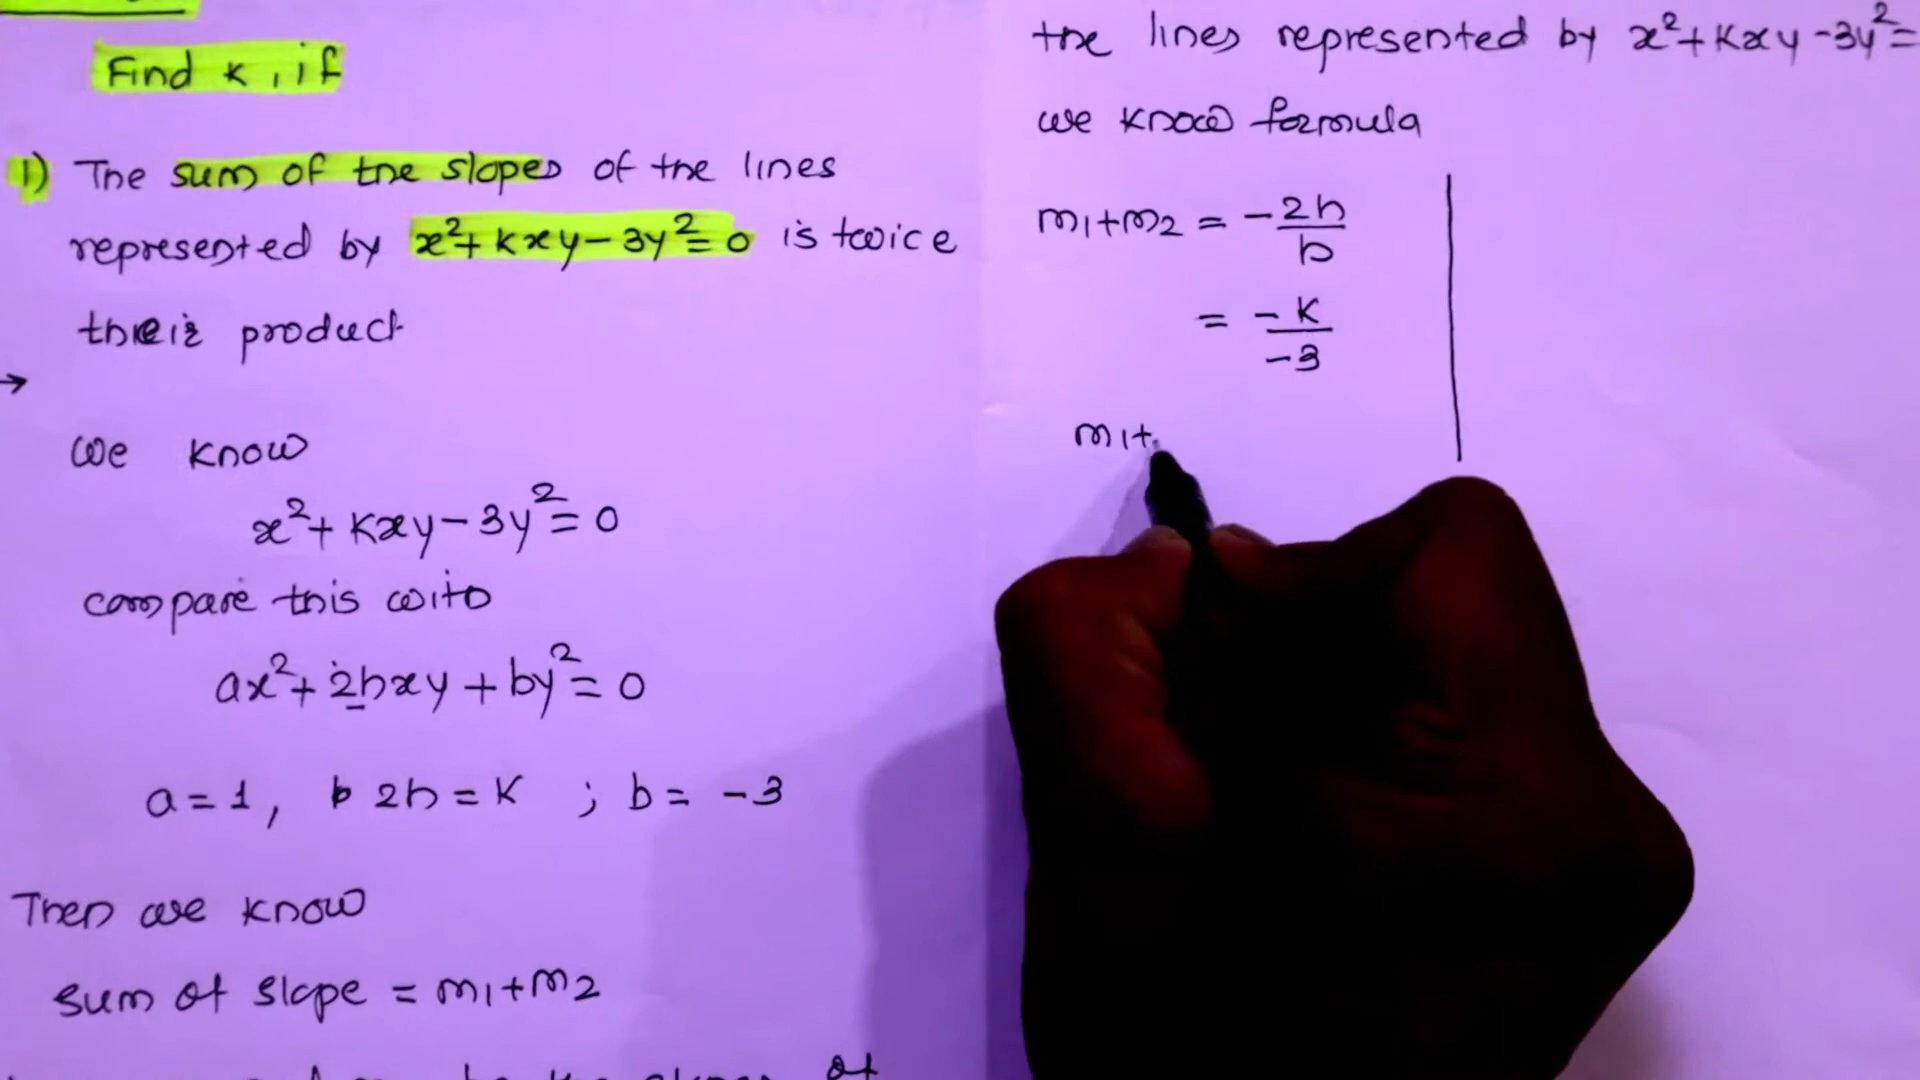 Find k, if
1) The sum of the slopes of the lines
represented by x²+kxy-3y²=0 is twice
their product
→
We know
x²+kxy-3y²=0
compare this with
ax²+2hxy+by²=0
a=1, b 2h=k ; b= -3
Then we know
sum of slope = m1+m2
of
the lines represented by x²+kxy-3y²=
we know formula
m1+m2 = -2h/b
= -k/-3
m1+